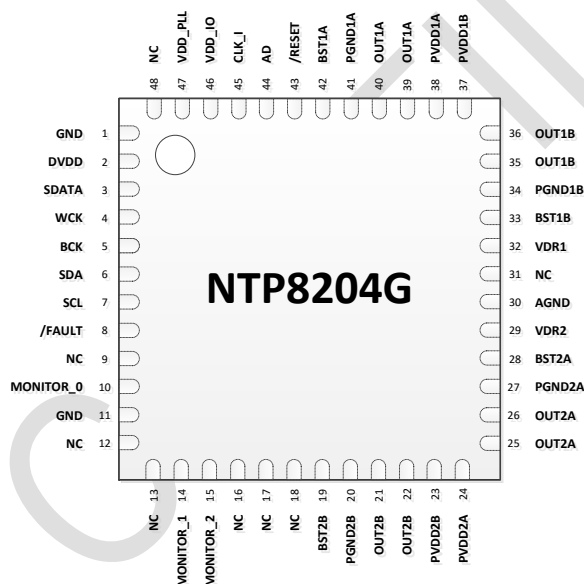 NC VDD_PLL VDD_IO CLK_I AD /RESET BST1A PGND1A OUT1A OUT1A PVDD1A PVDD1B
48 47 46 45 44 43 42 41 40 39 38 37
GND 1 36 OUT1B
DVDD 2 35 OUT1B
SDATA 3 34 PGND1B
WCK 4 33 BST1B
BCK 5 32 VDR1
SDA 6 31 NC
NTP8204G
SCL 7 30 AGND
/FAULT 8 29 VDR2
NC 9 28 BST2A
MONITOR_0 10 27 PGND2A
GND 11 26 OUT2A
NC 12 25 OUT2A
13 14 15 16 17 18 19 20 21 22 23 24
NC MONITOR_1 MONITOR_2 NC NC NC BST2B PGND2B OUT2B OUT2B PVDD2B PVDD2A